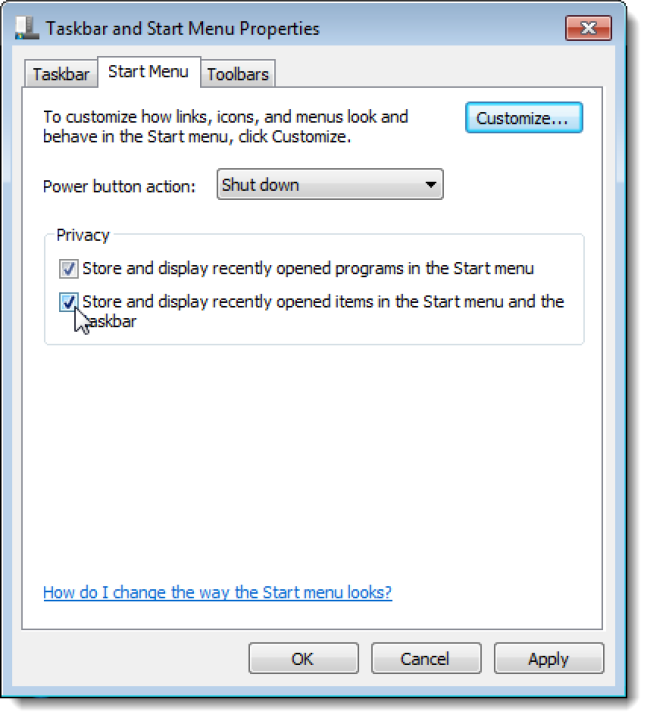 Taskbar and Start Menu Properties
Taskbar
Start Menu
Toolbars
To customize how links, icons, and menus look and
behave in the Start menu, click Customize.
Customize...
Power button action:
Shut down
Privacy
Store and display recently opened programs in the Start menu
Store and display recently opened items in the Start menu and the
taskbar
How do I change the way the Start menu looks?
OK
Cancel
Apply